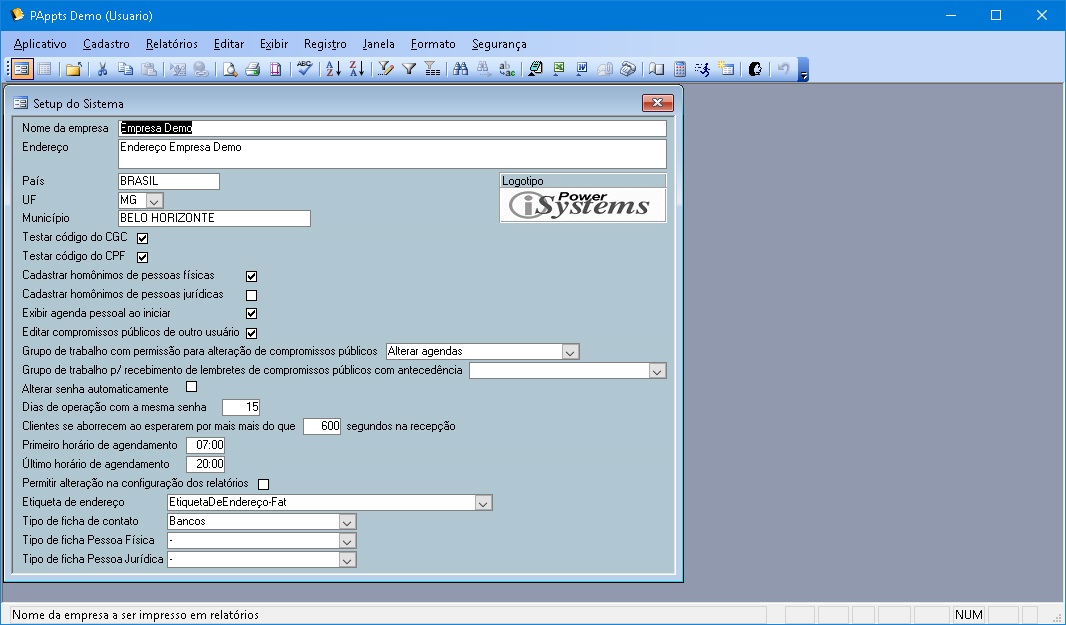 PAppts Demo (Usuario)
Aplicativo Cadastro Relatórios Editar Exibir Registro Janela Formato Segurança
Setup do Sistema
Nome da empresa Empresa Demo
Endereço Endereço Empresa Demo
País BRASIL
Logotipo
UF MG
Power
iSystems
Município BELO HORIZONTE
Testar código do CGC
Testar código do CPF
Cadastrar homônimos de pessoas físicas
Cadastrar homônimos de pessoas jurídicas
Exibir agenda pessoal ao iniciar
Editar compromissos públicos de outro usuário
Grupo de trabalho com permissão para alteração de compromissos públicos Alterar agendas
Grupo de trabalho p/ recebimento de lembretes de compromissos públicos com antecedência
Alterar senha automaticamente
Dias de operação com a mesma senha 15
Clientes se aborrecem ao esperarem por mais mais do que 600 segundos na recepção
Primeiro horário de agendamento 07:00
Último horário de agendamento 20:00
Permitir alteração na configuração dos relatórios
Etiqueta de endereço EtiquetaDeEndereço-Fat
Tipo de ficha de contato Bancos
Tipo de ficha Pessoa Física -
Tipo de ficha Pessoa Jurídica -
Nome da empresa a ser impresso em relatórios NUM